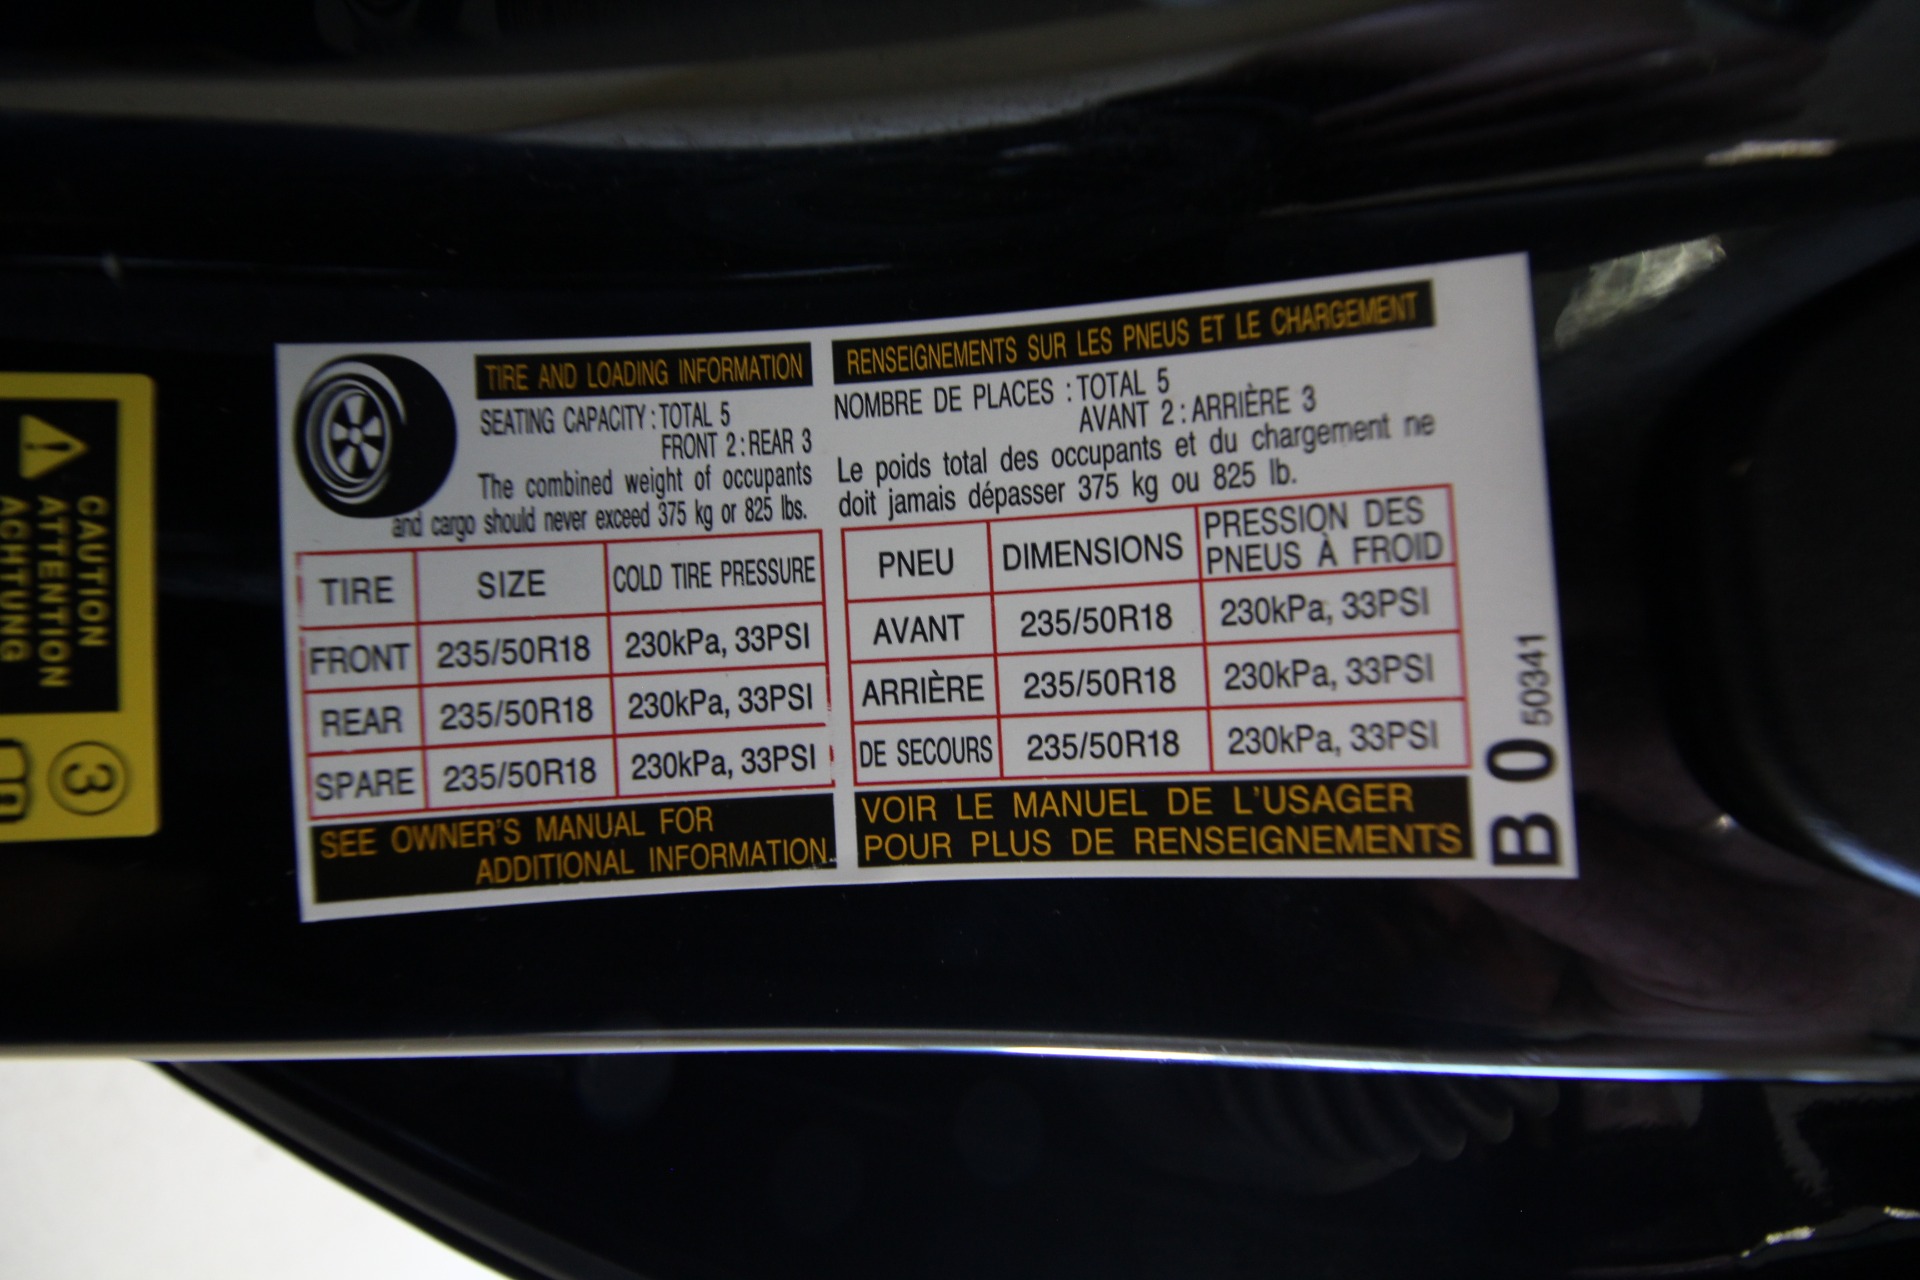 CAUTION
ATTENTION
ACHTUNG
3
TIRE AND LOADING INFORMATION
SEATING CAPACITY : TOTAL 5
FRONT 2 : REAR 3
The combined weight of occupants
and cargo should never exceed 375 kg or 825 lbs.
TIRE SIZE COLD TIRE PRESSURE
FRONT 235/50R18 230kPa, 33PSI
REAR 235/50R18 230kPa, 33PSI
SPARE 235/50R18 230kPa, 33PSI
SEE OWNER'S MANUAL FOR
ADDITIONAL INFORMATION
RENSEIGNEMENTS SUR LES PNEUS ET LE CHARGEMENT
NOMBRE DE PLACES : TOTAL 5
AVANT 2 : ARRIÈRE 3
Le poids total des occupants et du chargement ne
doit jamais dépasser 375 kg ou 825 lb.
PNEU DIMENSIONS PRESSION DES
PNEUS À FROID
AVANT 235/50R18 230kPa, 33PSI
ARRIÈRE 235/50R18 230kPa, 33PSI
DE SECOURS 235/50R18 230kPa, 33PSI
VOIR LE MANUEL DE L'USAGER
POUR PLUS DE RENSEIGNEMENTS
B 0 50341